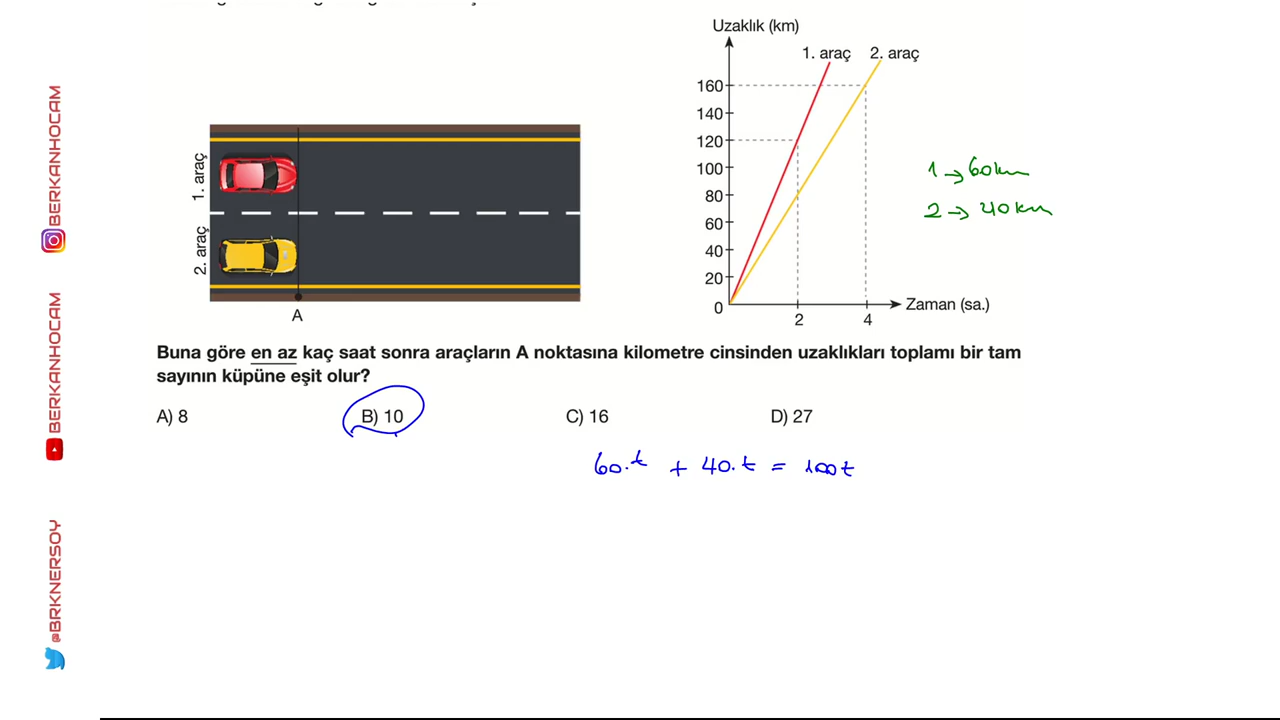 Uzaklık (km)
1. araç 2. araç
160
140
120
100
80
60
40
20
0
2 4
Zaman (sa.)
1 → 60km
2 → 40km
1. araç
2. araç
A
Buna göre en az kaç saat sonra araçların A noktasına kilometre cinsinden uzaklıkları toplamı bir tam
sayının küpüne eşit olur?
A) 8 B) 10 C) 16 D) 27
60.t + 40.t = 100t
BERKANHOCAM
BERKANHOCAM
@BRKNERSOY